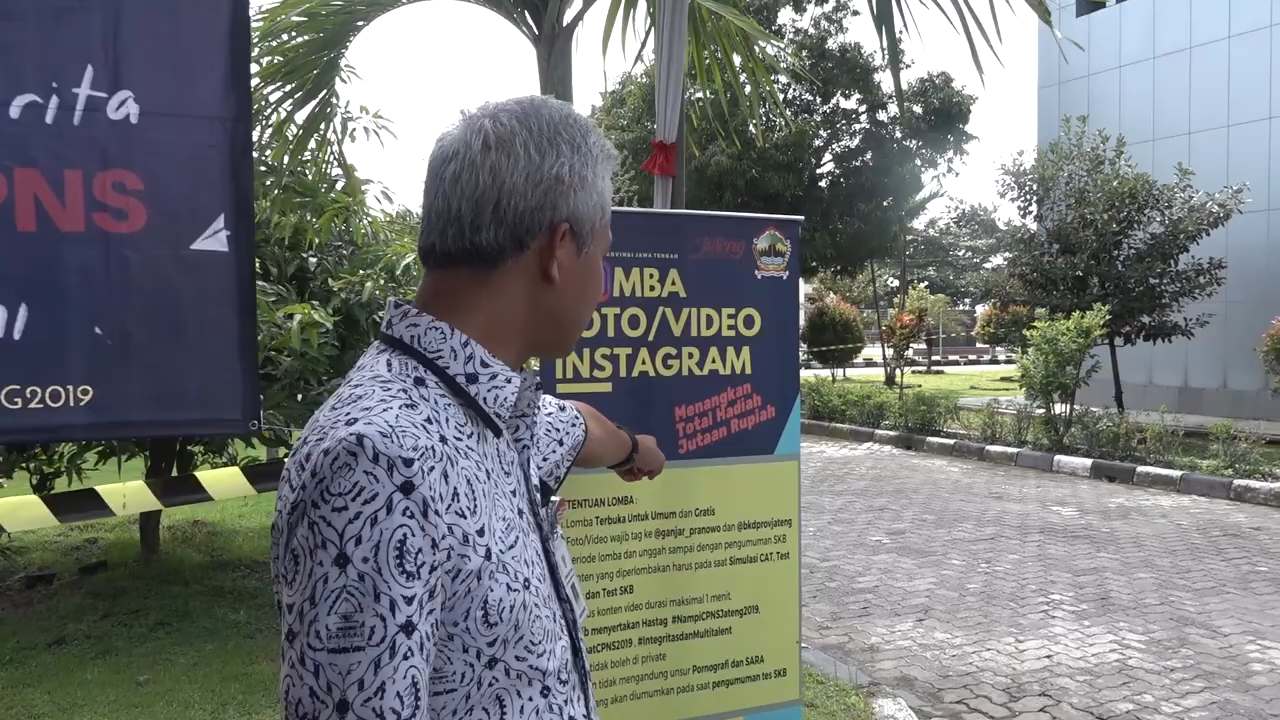 rita
PNS
G2019
PROVINSI JAWA TENGAH
Jateng
MBA
OTO/VIDEO
INSTAGRAM
Menangkan
Total Hadiah
Jutaan Rupiah
TENTUAN LOMBA :
Lomba Terbuka Untuk Umum dan Gratis
Foto/Video wajib tag ke @ganjar_pranowo dan @bkdprovjateng
eriode lomba dan unggah sampai dengan pengumuman SKB
nten yang diperlombakan harus pada saat Simulasi CAT, Test
dan Test SKB
us konten video durasi maksimal 1 menit.
b menyertakan Hastag #NampiCPNSJateng2019,
atCPNS2019, #IntegritasdanMultitalent
tidak boleh di private
n tidak mengandung unsur Pornografi dan SARA
ang akan diumumkan pada saat pengumuman tes SKB